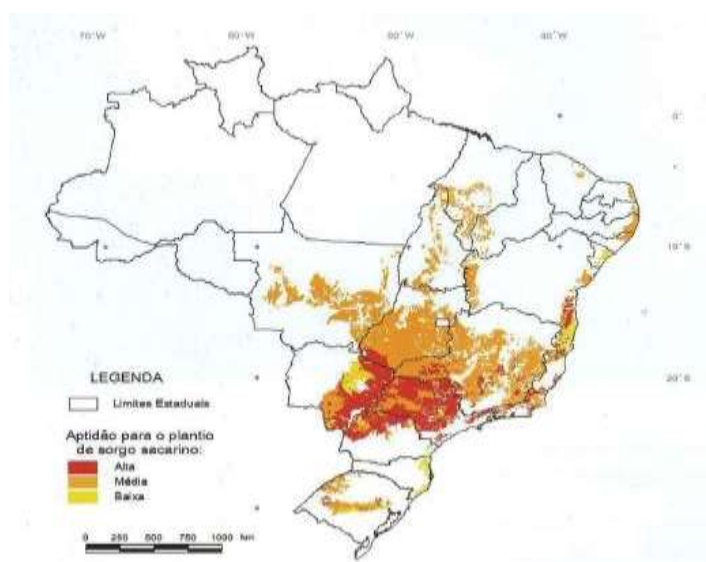 70°W 60°W 50°W 40°W
0°
10°S
20°S
LEGENDA
Limites Estaduais
Aptidão para o plantio
de sorgo sacarino:
Alta
Média
Baixa
0 250 500 750 1000 km